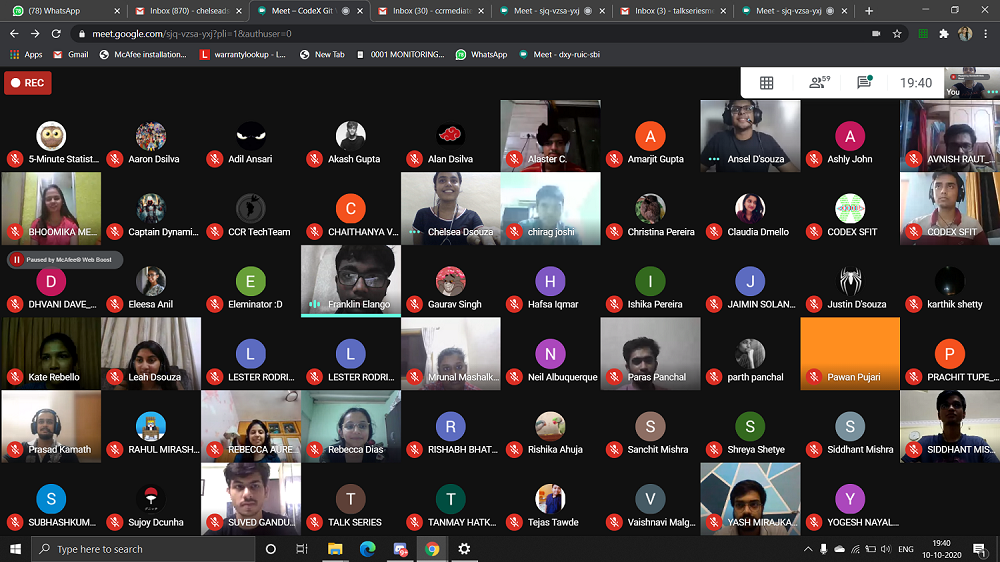 (78) WhatsApp
Inbox (870) - chelseads
Meet – CodeX Git
Inbox (30) - ccrmediate
Meet - sjq-vzsa-yxj
Inbox (3) - talkseriesm
Meet - sjq-vzsa-yxj
meet.google.com/sjq-vzsa-yxj?pli=1&authuser=0
Apps Gmail McAfee installation... warrantylookup - L... New Tab 0001 MONITORING... WhatsApp Meet - dxy-ruic-sbi
REC
59
19:40
You
5-Minute Statist... Aaron Dsilva Adil Ansari Akash Gupta Alan Dsilva Alaster C. A Amarjit Gupta Ansel D'souza A Ashly John AVNISH RAUT_...
BHOOMIKA ME... Captain Dynami... CCR TechTeam C CHAITHANYA V... Chelsea Dsouza chirag joshi Christina Pereira Claudia Dmello CODEX SFIT CODEX SFIT
Paused by McAfee® Web Boost
D DHVANI DAVE_... Eleesa Anil E Eleminator :D Franklin Elango Gaurav Singh H Hafsa Iqmar I Ishika Pereira J JAIMIN SOLAN... Justin D'souza karthik shetty
Kate Rebello Leah Dsouza L LESTER RODRI... L LESTER RODRI... Mrunal Mashalk... N Neil Albuquerque Paras Panchal parth panchal Pawan Pujari P PRACHIT TUPE_...
Prasad Kamath RAHUL MIRASH... REBECCA AURE... Rebecca Dias R RISHABH BHAT... Rishika Ahuja S Sanchit Mishra S Shreya Shetye S Siddhant Mishra SIDDHANT MIS...
S SUBHASHKUM... Sujoy Dcunha SUVED GANDU... T TALK SERIES T TANMAY HATK... Tejas Tawde V Vaishnavi Malg... YASH MIRAJKA... Y YOGESH NAYAL...
Type here to search
ENG
19:40
10-10-2020